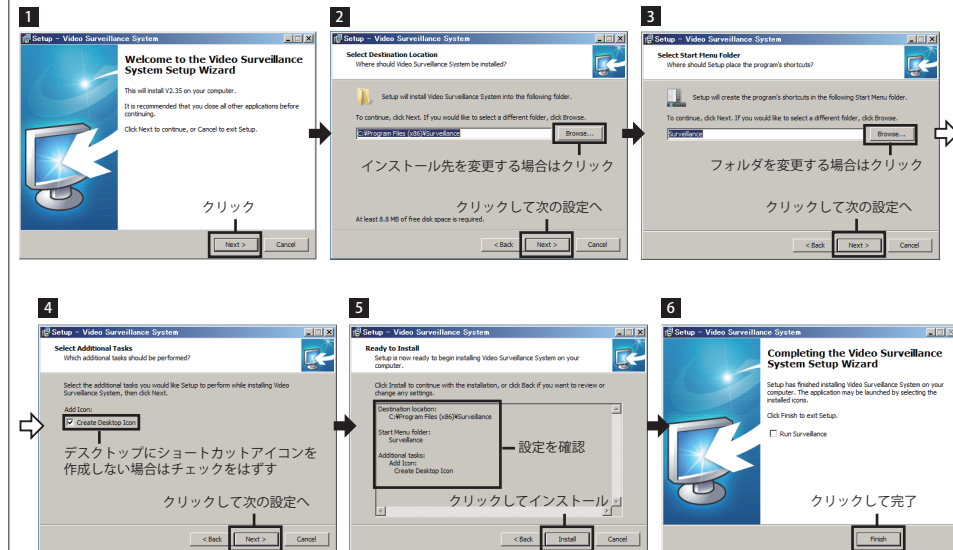 1
Setup - Video Surveillance System
Welcome to the Video Surveillance
System Setup Wizard
This will install V2.35 on your computer.
It is recommended that you close all other applications before
continuing.
Click Next to continue, or Cancel to exit Setup.
クリック
Next >
Cancel
2
Setup - Video Surveillance System
Select Destination Location
Where should Video Surveillance System be installed?
Setup will install Video Surveillance System into the following folder.
To continue, click Next. If you would like to select a different folder, click Browse.
C:¥Program Files (x86)¥Surveillance
Browse...
インストール先を変更する場合はクリック
クリックして次の設定へ
At least 8.8 MB of free disk space is required.
< Back
Next >
Cancel
3
Setup - Video Surveillance System
Select Start Menu Folder
Where should Setup place the program's shortcuts?
Setup will create the program's shortcuts in the following Start Menu folder.
To continue, click Next. If you would like to select a different folder, click Browse.
Surveillance
Browse...
フォルダを変更する場合はクリック
クリックして次の設定へ
< Back
Next >
Cancel
4
Setup - Video Surveillance System
Select Additional Tasks
Which additional tasks should be performed?
Select the additional tasks you would like Setup to perform while installing Video
Surveillance System, then click Next.
Add Icon:
Create Desktop Icon
デスクトップにショートカットアイコンを
作成しない場合はチェックをはずす
クリックして次の設定へ
< Back
Next >
Cancel
5
Setup - Video Surveillance System
Ready to Install
Setup is now ready to begin installing Video Surveillance System on your
computer.
Click Install to continue with the installation, or click Back if you want to review or
change any settings.
Destination location:
C:¥Program Files (x86)¥Surveillance
Start Menu folder:
Surveillance
Additional tasks:
Add Icon:
Create Desktop Icon
設定を確認
クリックしてインストール
< Back
Install
Cancel
6
Setup - Video Surveillance System
Completing the Video Surveillance
System Setup Wizard
Setup has finished installing Video Surveillance System on your
computer. The application may be launched by selecting the
installed icons.
Click Finish to exit Setup.
Run Surveillance
クリックして完了
Finish